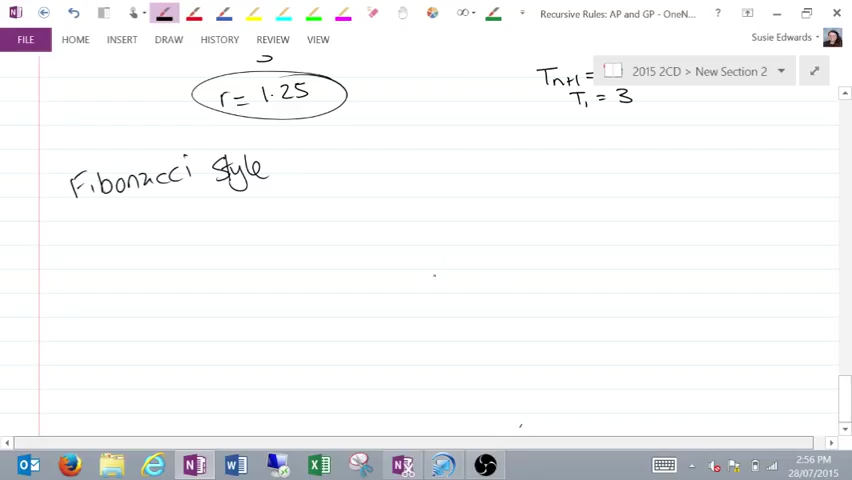 Recursive Rules: AP and GP - OneN...
Susie Edwards
FILE HOME INSERT DRAW HISTORY REVIEW VIEW
2015 2CD > New Section 2
r = 1.25
Tn+1 =
T1 = 3
Fibonacci style
2:56 PM
28/07/2015